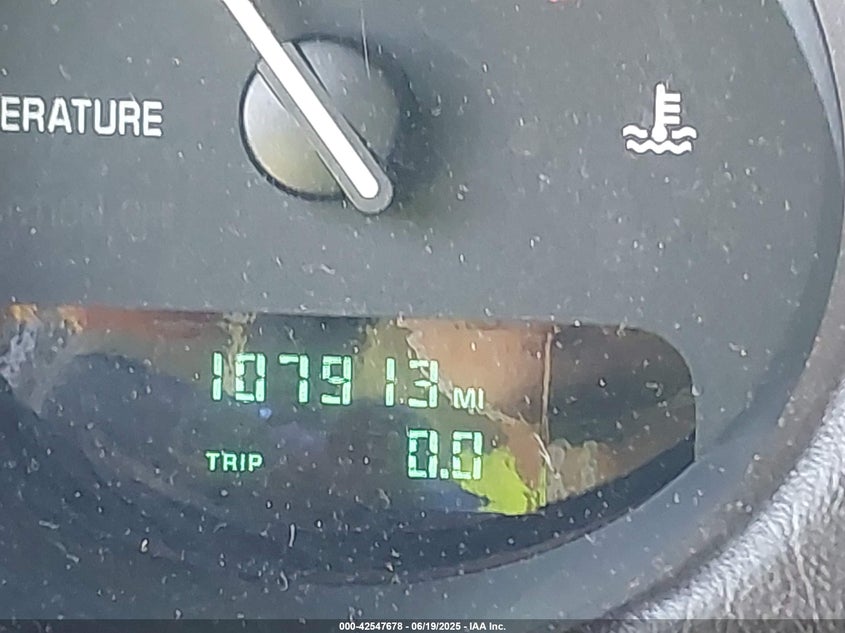 ERATURE
107913 MI
TRIP 0.0
000-42547678 - 06/19/2025 - IAA Inc.